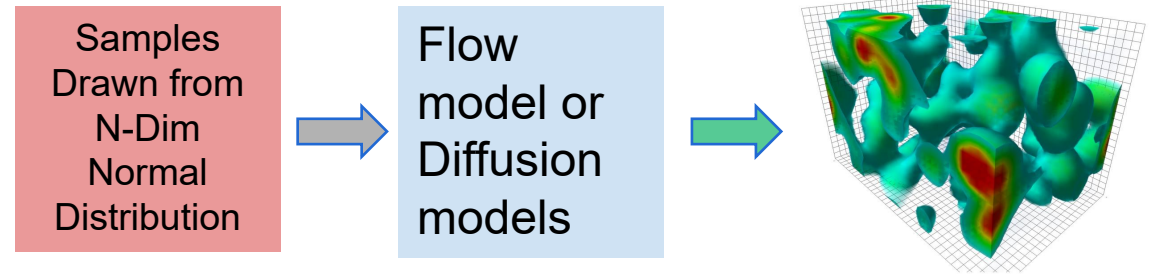 Samples
Drawn from
N-Dim
Normal
Distribution
Flow
model or
Diffusion
models